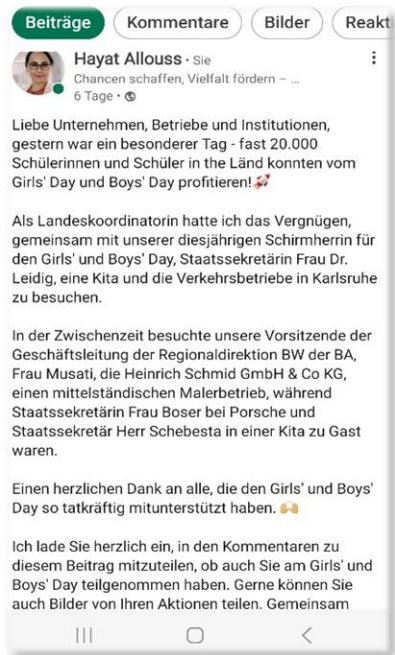 Beiträge Kommentare Bilder Reakt
Hayat Allouss • Sie
Chancen schaffen, Vielfalt fördern – ...
6 Tage •
Liebe Unternehmen, Betriebe und Institutionen,
gestern war ein besonderer Tag - fast 20.000
Schülerinnen und Schüler in the Länd konnten vom
Girls' Day und Boys' Day profitieren!🚀
Als Landeskoordinatorin hatte ich das Vergnügen,
gemeinsam mit unserer diesjährigen Schirmherrin für
den Girls' und Boys' Day, Staatssekretärin Frau Dr.
Leidig, eine Kita und die Verkehrsbetriebe in Karlsruhe
zu besuchen.
In der Zwischenzeit besuchte unsere Vorsitzende der
Geschäftsleitung der Regionaldirektion BW der BA,
Frau Musati, die Heinrich Schmid GmbH & Co KG,
einen mittelständischen Malerbetrieb, während
Staatssekretärin Frau Boser bei Porsche und
Staatssekretär Herr Schebesta in einer Kita zu Gast
waren.
Einen herzlichen Dank an alle, die den Girls' und Boys'
Day so tatkräftig mitunterstützt haben. 🙌
Ich lade Sie herzlich ein, in den Kommentaren zu
diesem Beitrag mitzuteilen, ob auch Sie am Girls' und
Boys' Day teilgenommen haben. Gerne können Sie
auch Bilder von Ihren Aktionen teilen. Gemeinsam